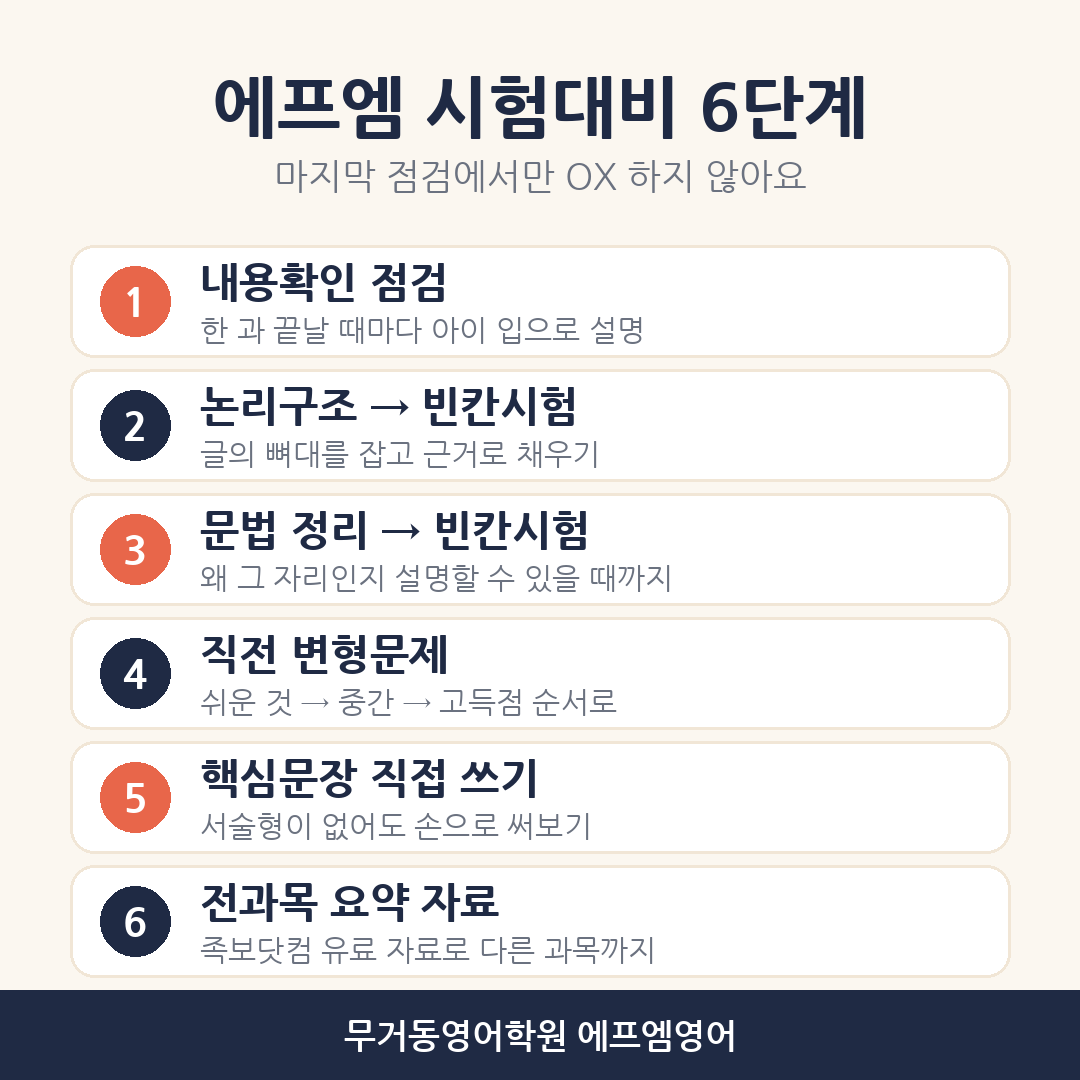 에프엠 시험대비 6단계
마지막 점검에서만 OX 하지 않아요
1
내용확인 점검
한 과 끝날 때마다 아이 입으로 설명
2
논리구조 → 빈칸시험
글의 뼈대를 잡고 근거로 채우기
3
문법 정리 → 빈칸시험
왜 그 자리인지 설명할 수 있을 때까지
4
직전 변형문제
쉬운 것 → 중간 → 고득점 순서로
5
핵심문장 직접 쓰기
서술형이 없어도 손으로 써보기
6
전과목 요약 자료
족보닷컴 유료 자료로 다른 과목까지
무거동영어학원 에프엠영어